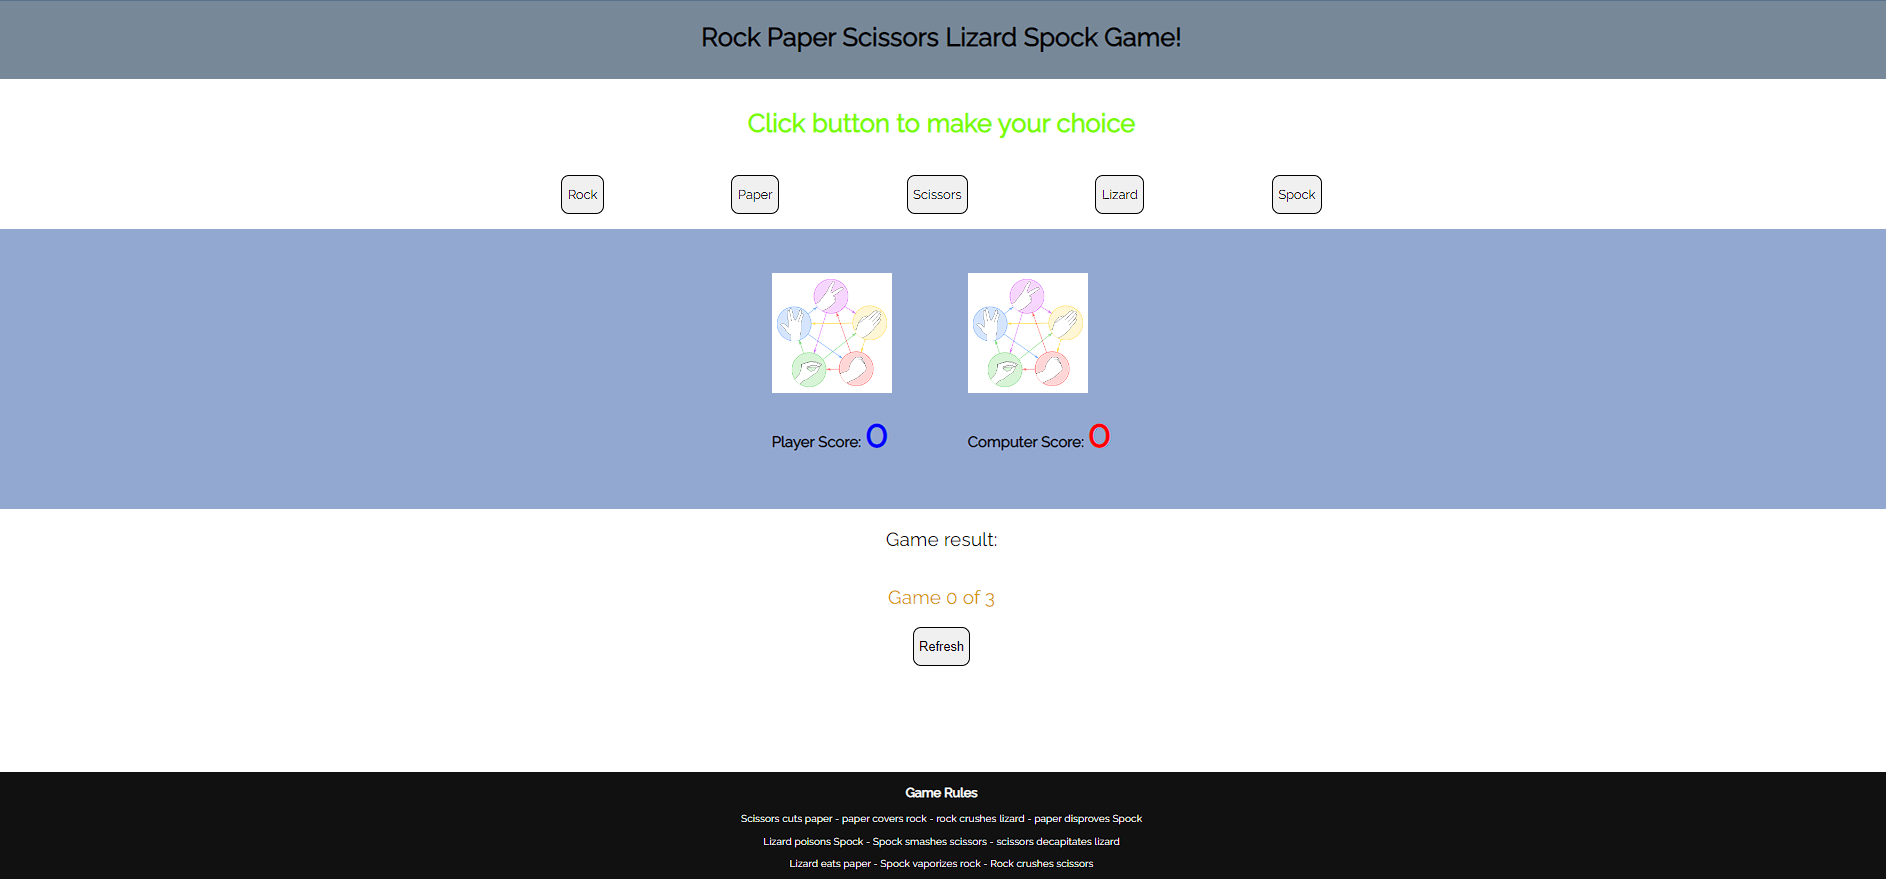 Rock Paper Scissors Lizard Spock Game!
Click button to make your choice
Rock Paper Scissors Lizard Spock
Player Score: 0 Computer Score: 0
Game result:
Game 0 of 3
Refresh
Game Rules
Scissors cuts paper - paper covers rock - rock crushes lizard - paper disproves Spock
Lizard poisons Spock - Spock smashes scissors - scissors decapitates lizard
Lizard eats paper - Spock vaporizes rock - Rock crushes scissors